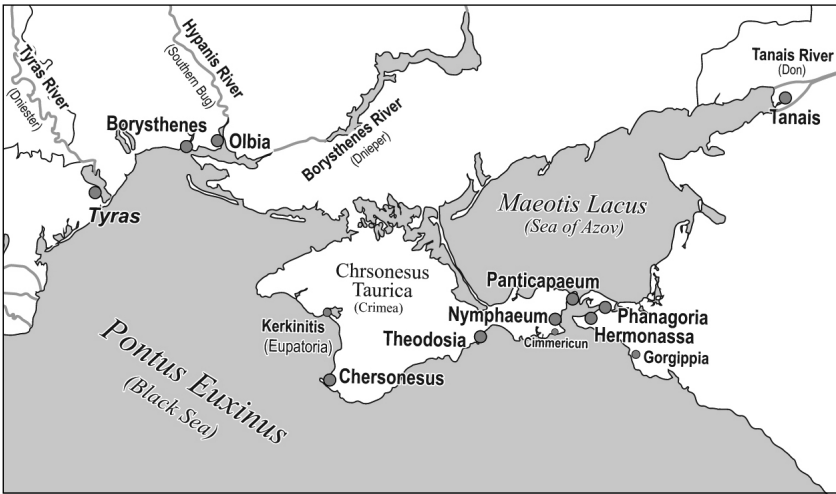 Tyras River
(Dniester)
Hypanis River
(Southern Bug)
Borysthenes River
(Dnieper)
Tanais River
(Don)
Tanais
Borysthenes
Olbia
Tyras
Maeotis Lacus
(Sea of Azov)
Chrsonesus
Taurica
(Crimea)
Panticapaeum
Nymphaeum
Phanagoria
Hermonassa
Cimmericun
Gorgippia
Kerkinitis
(Eupatoria)
Theodosia
Chersonesus
Pontus Euxinus
(Black Sea)